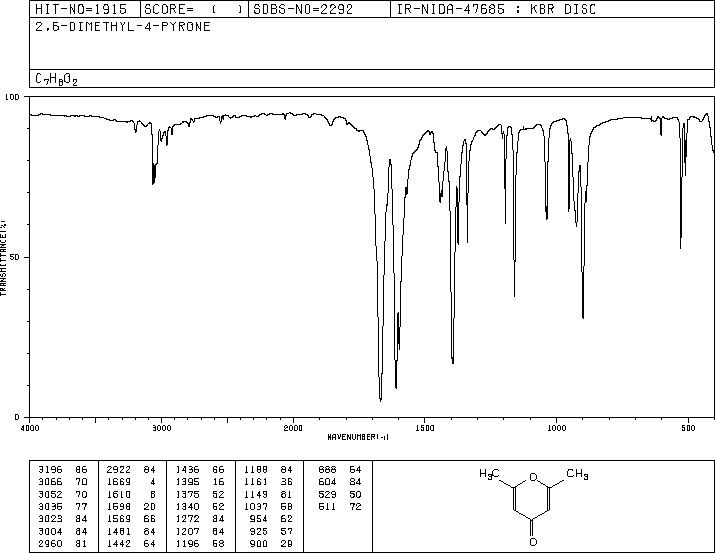 HIT-NO=1915 SCORE= ( ) SDBS-NO=2292 IR-NIDA-47685 : KBR DISC
2,6-DIMETHYL-4-PYRONE
C7H8O2
100
50
0
TRANSMITTANCE(%)
4000 3000 2000 1500 1000 500
WAVENUMBER(-1)
3196 86 2922 84 1436 66 1188 84 888 64
3066 70 1669 4 1395 16 1161 36 604 84
3052 70 1610 8 1375 52 1149 81 529 50
3035 77 1598 20 1340 52 1037 58 511 72
3023 84 1569 66 1272 84 954 62
3004 84 1481 84 1207 84 925 57
2960 81 1442 64 1196 58 900 29
H3C O CH3
O